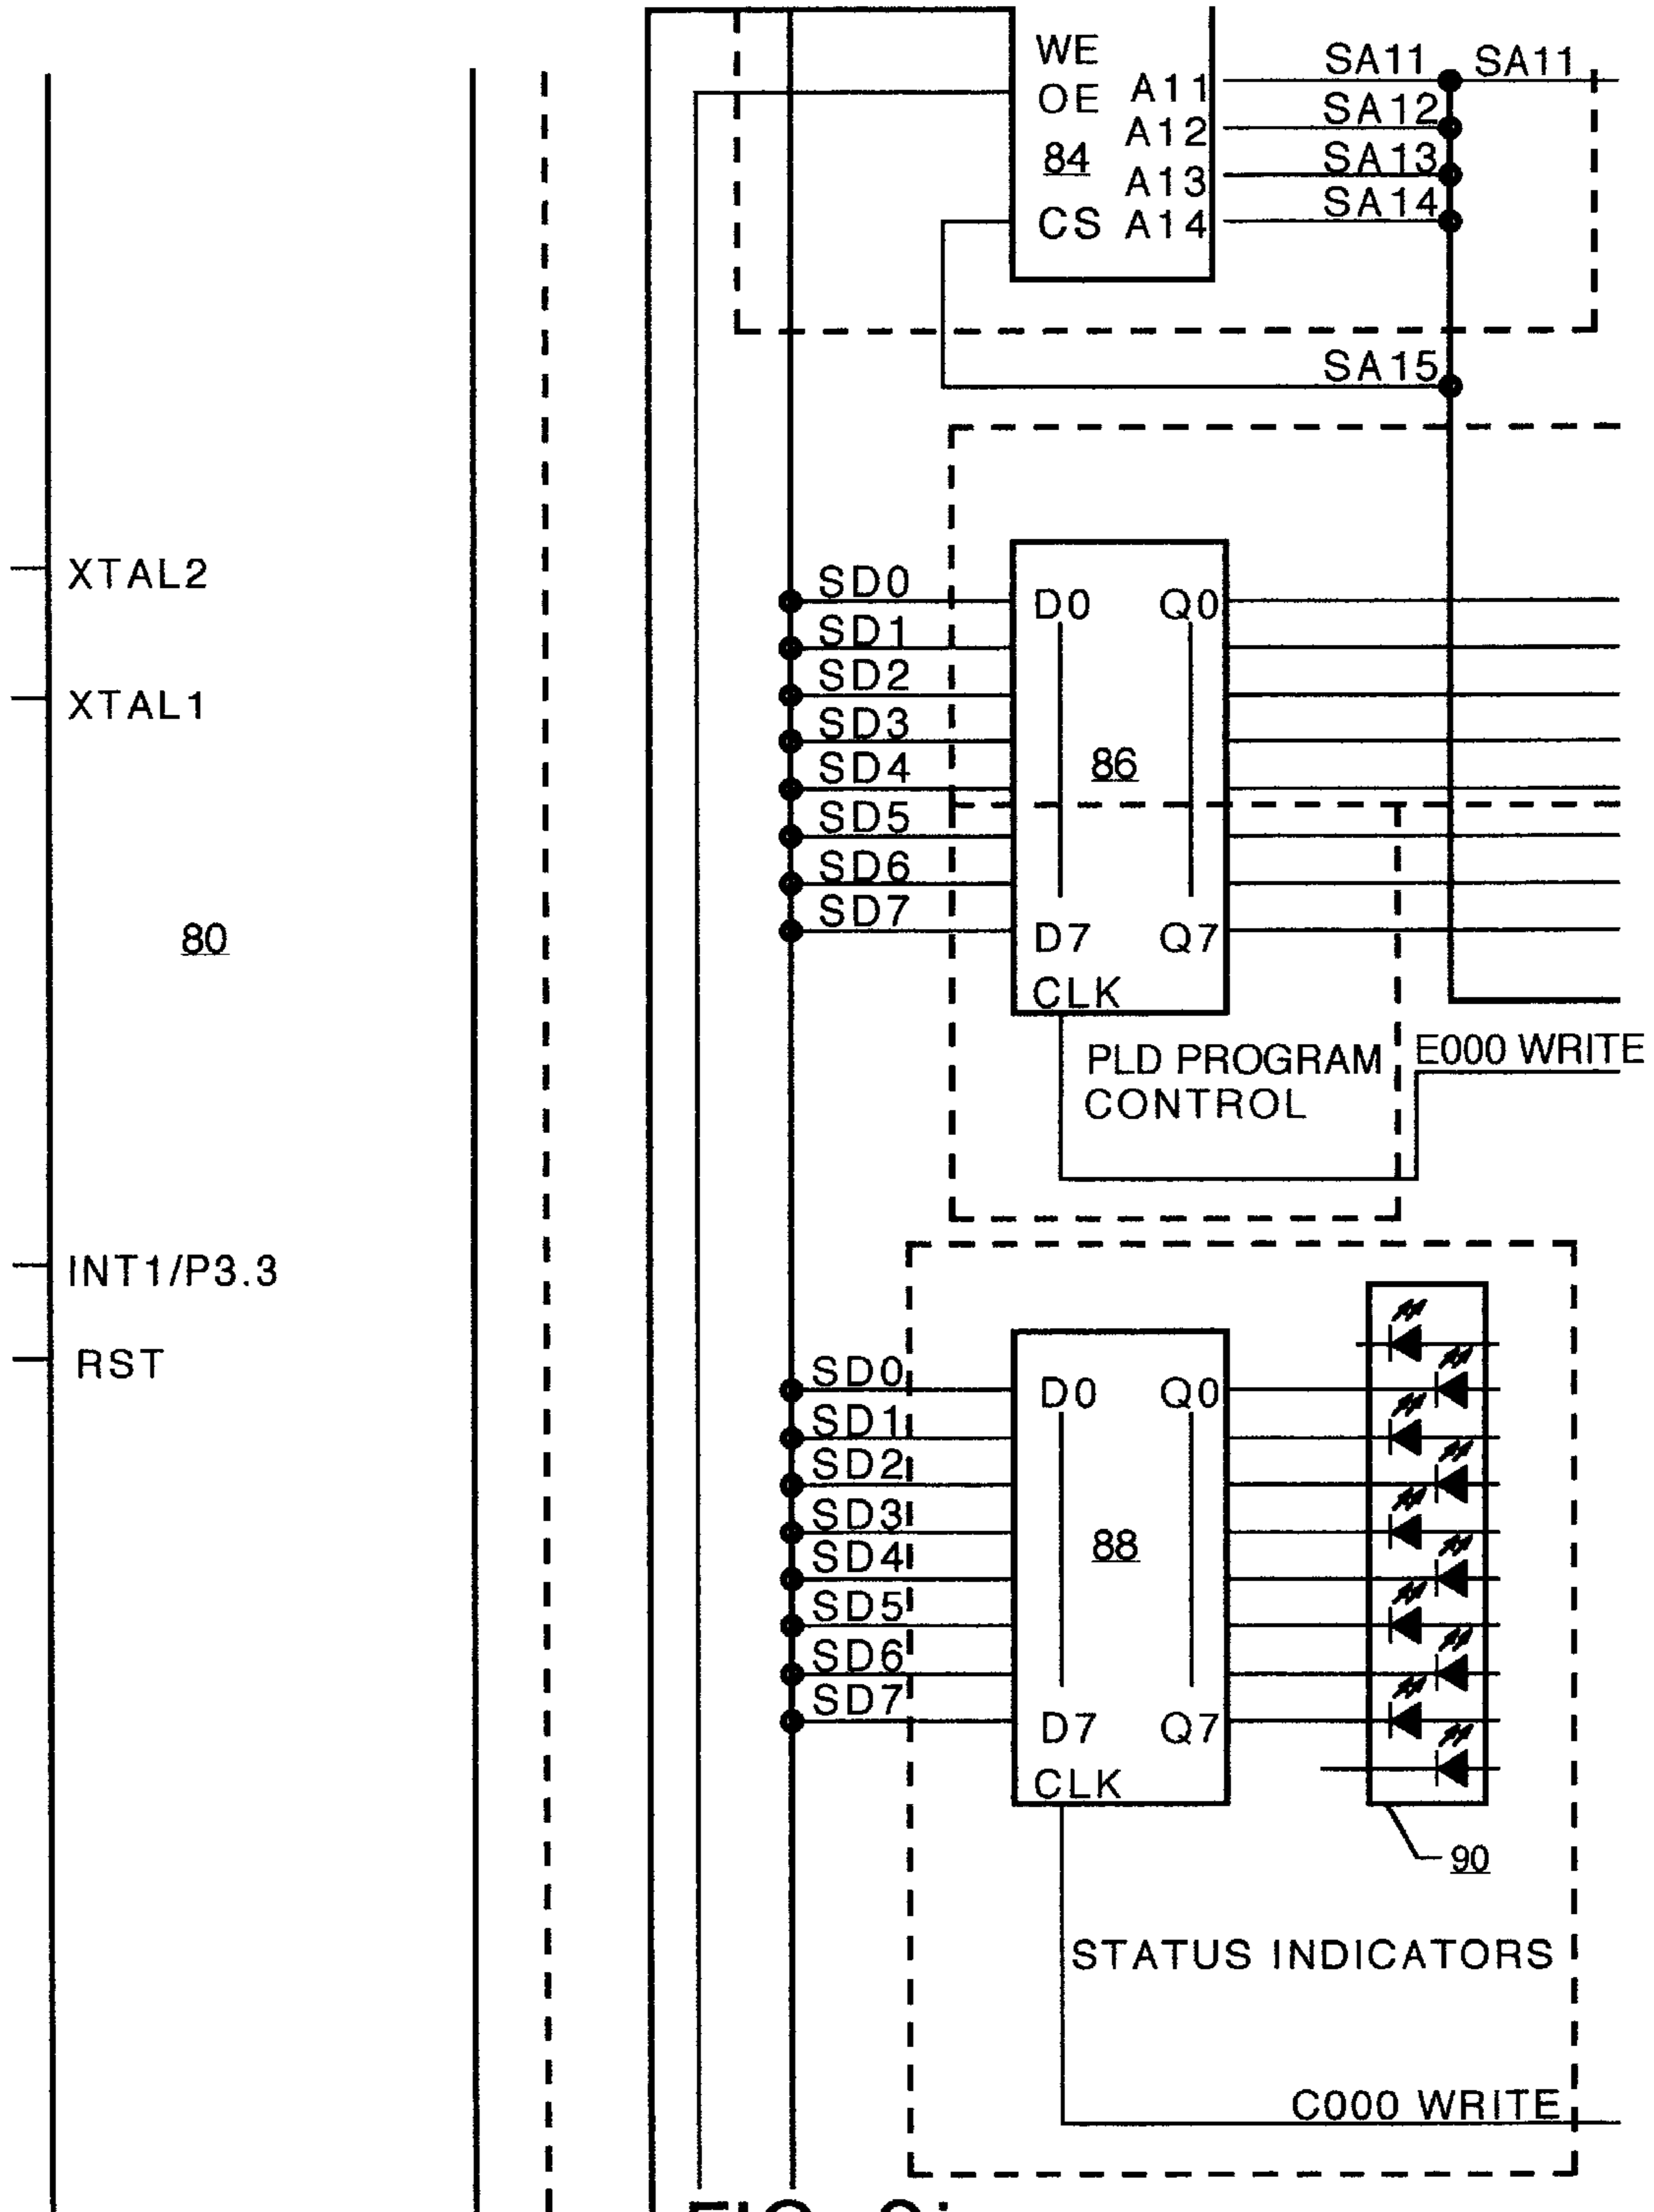 WE
OE
84
CS
A11
A12
A13
A14
SA11
SA11
SA12
SA13
SA14
SA15
XTAL2
XTAL1
80
INT1/P3.3
RST
SD0
SD1
SD2
SD3
SD4
SD5
SD6
SD7
D0
Q0
86
D7
Q7
CLK
PLD PROGRAM
CONTROL
E000 WRITE
SD0
SD1
SD2
SD3
SD4
SD5
SD6
SD7
D0
Q0
88
D7
Q7
CLK
90
STATUS INDICATORS
C000 WRITE